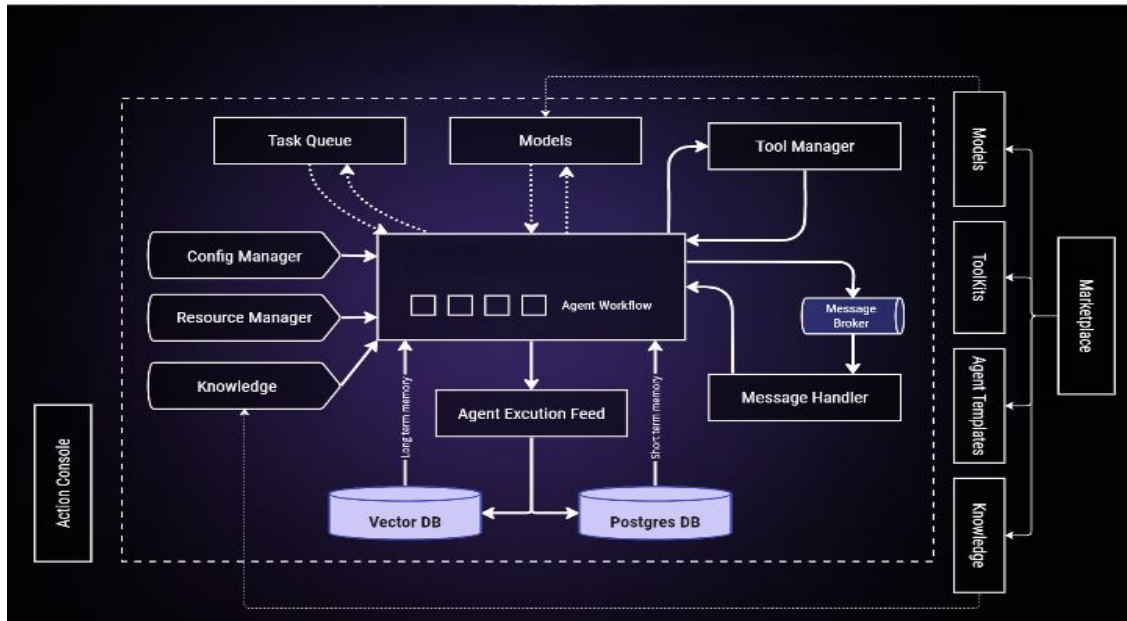 Task Queue
Models
Tool Manager
Models
Config Manager
ToolKits
Marketplace
Agent Workflow
Resource Manager
Message
Broker
Knowledge
Message Handler
Agent Templates
Long term memory
Agent Excution Feed
Short term memory
Action Console
Vector DB
Postgres DB
Knowledge